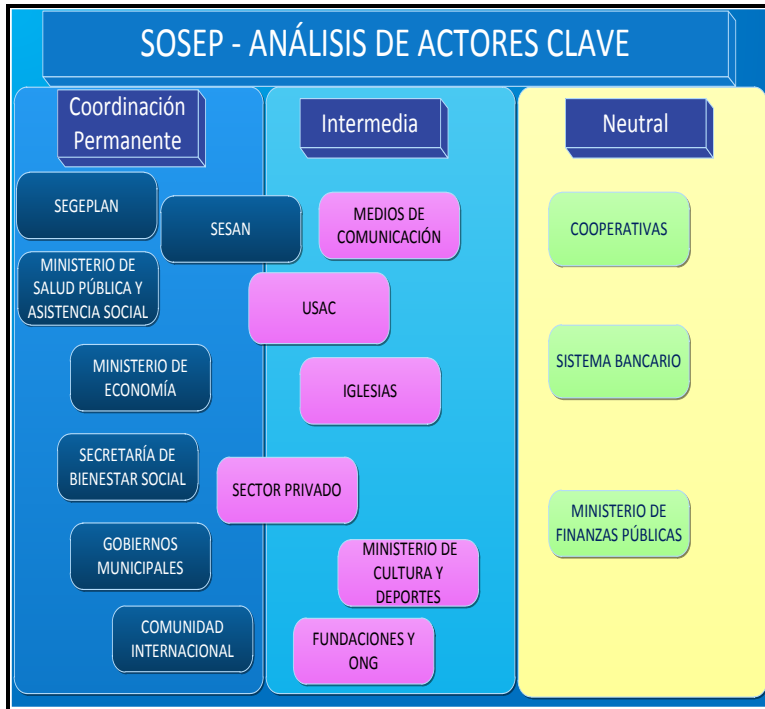 SOSEP - ANÁLISIS DE ACTORES CLAVE
Coordinación
Permanente
SEGEPLAN
SESAN
MINISTERIO DE
SALUD PÚBLICA Y
ASISTENCIA SOCIAL
MINISTERIO DE
ECONOMÍA
SECRETARÍA DE
BIENESTAR SOCIAL
GOBIERNOS
MUNICIPALES
COMUNIDAD
INTERNACIONAL
Intermedia
MEDIOS DE
COMUNICACIÓN
USAC
IGLESIAS
SECTOR PRIVADO
MINISTERIO DE
CULTURA Y
DEPORTES
FUNDACIONES Y
ONG
Neutral
COOPERATIVAS
SISTEMA BANCARIO
MINISTERIO DE
FINANZAS PÚBLICAS